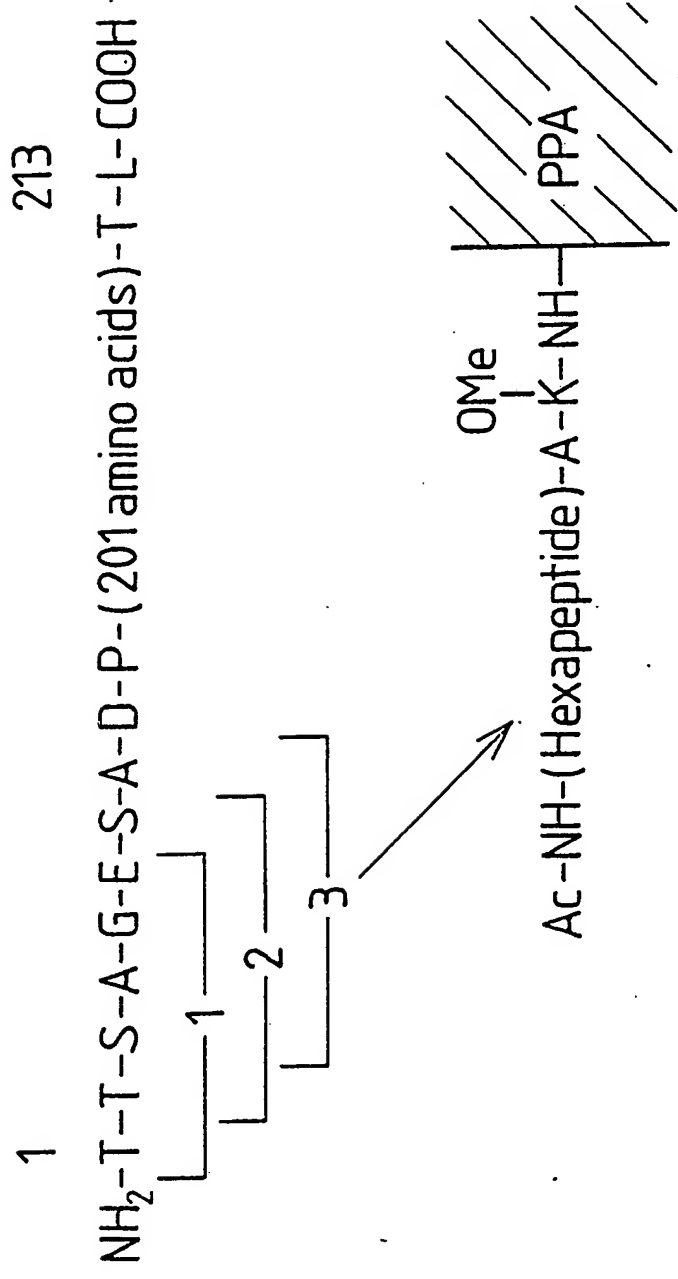 1 213
NH₂-T-T-S-A-G-E-S-A-D-P-(201 amino acids)-T-L-COOH
1
2
3
OMe
Ac-NH-(Hexapeptide)-A-K-NH- PPA